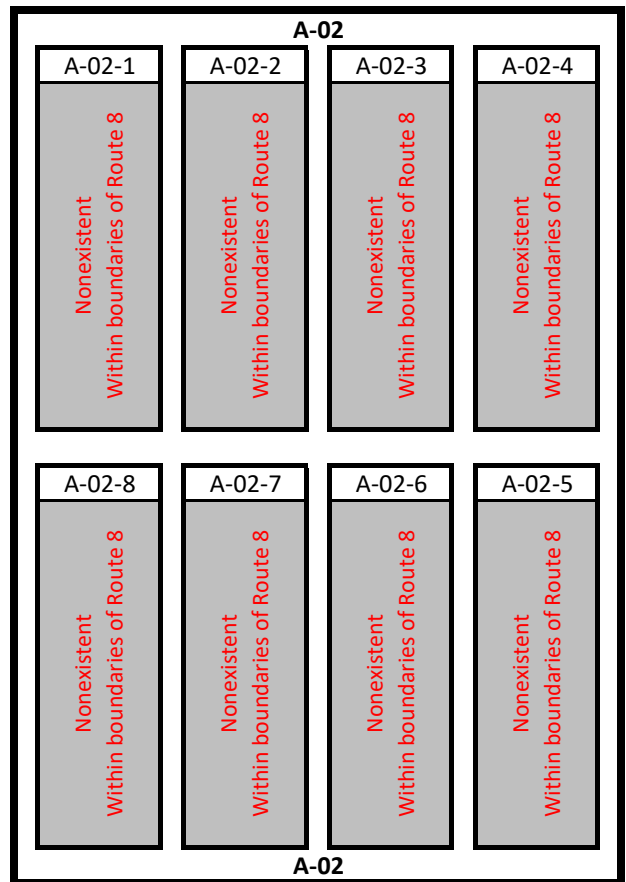 A-02
A-02-1 A-02-2 A-02-3 A-02-4
Nonexistent
Within boundaries of Route 8
Nonexistent
Within boundaries of Route 8
Nonexistent
Within boundaries of Route 8
Nonexistent
Within boundaries of Route 8
A-02-8 A-02-7 A-02-6 A-02-5
Nonexistent
Within boundaries of Route 8
Nonexistent
Within boundaries of Route 8
Nonexistent
Within boundaries of Route 8
Nonexistent
Within boundaries of Route 8
A-02